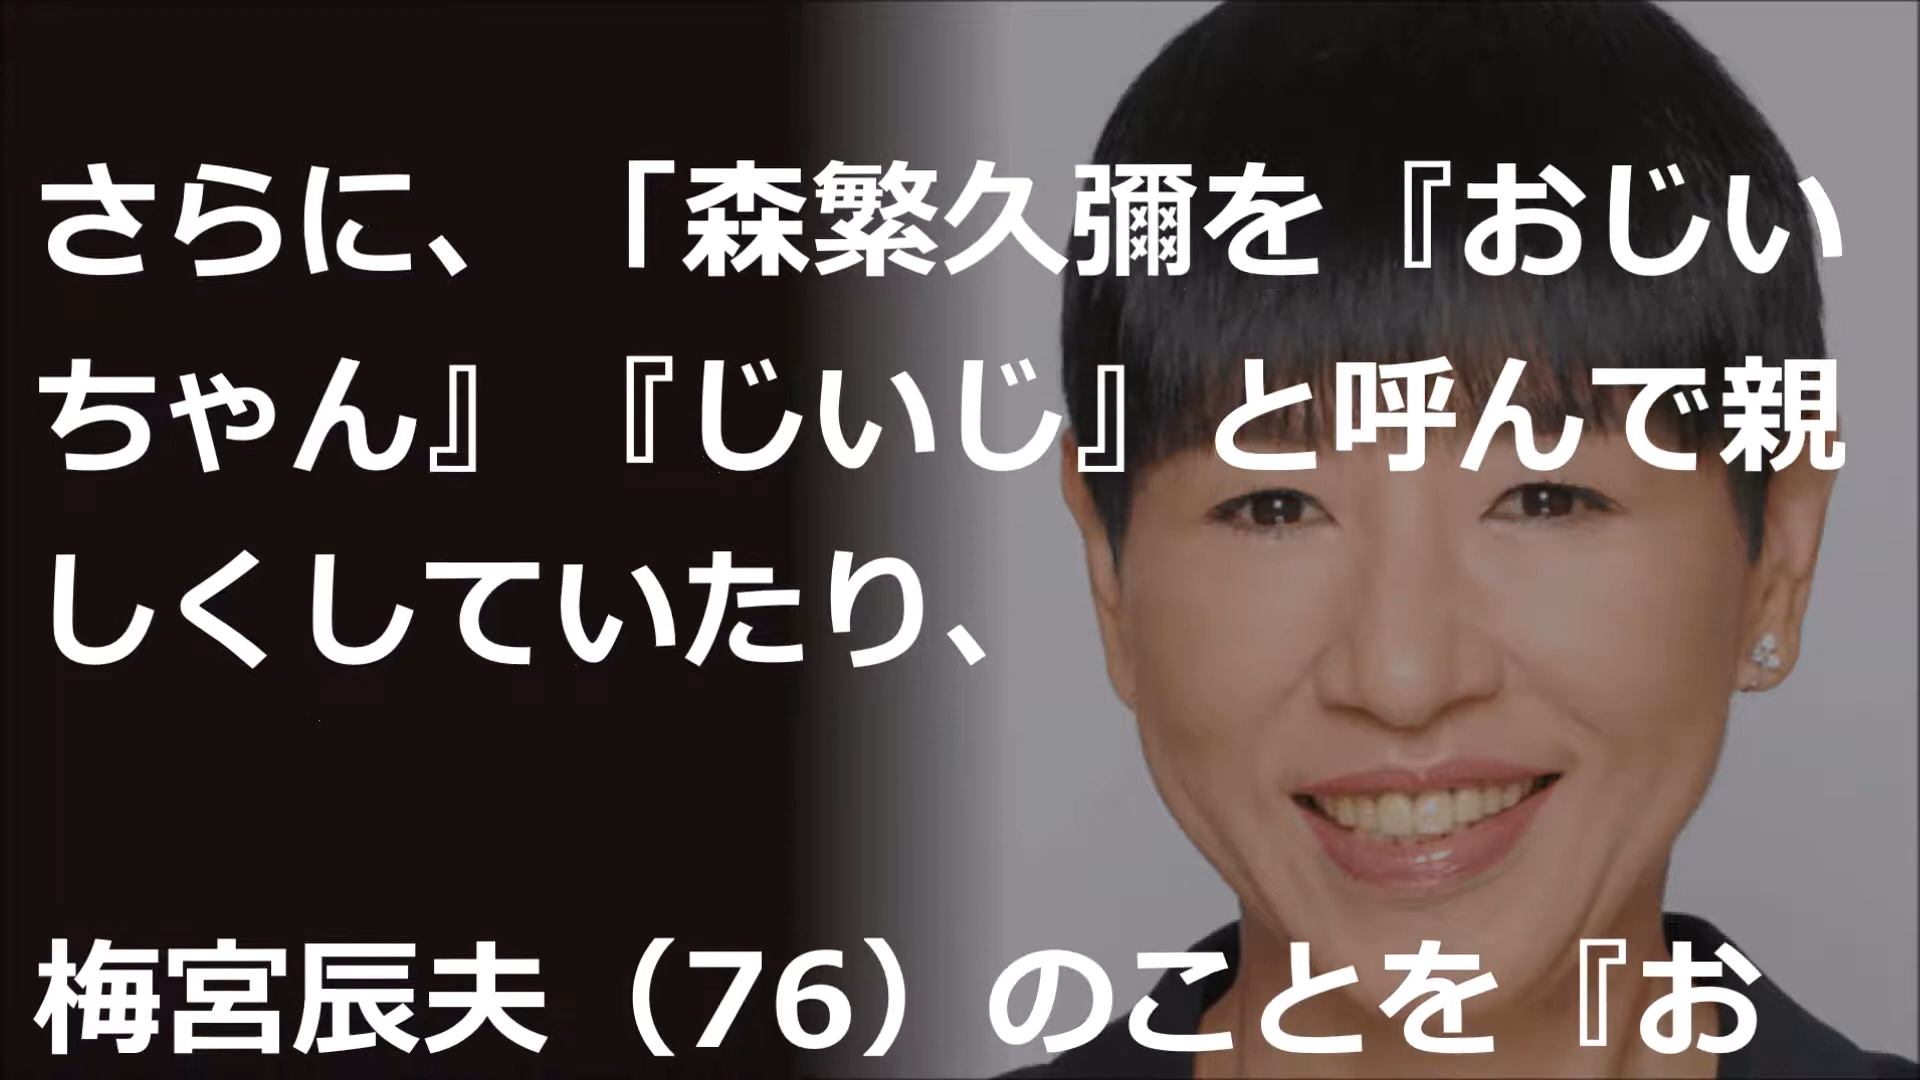 さらに、「森繁久彌を『おじい
ちゃん』『じいじ』と呼んで親
しくしていたり、
梅宮辰夫（76）のことを『お